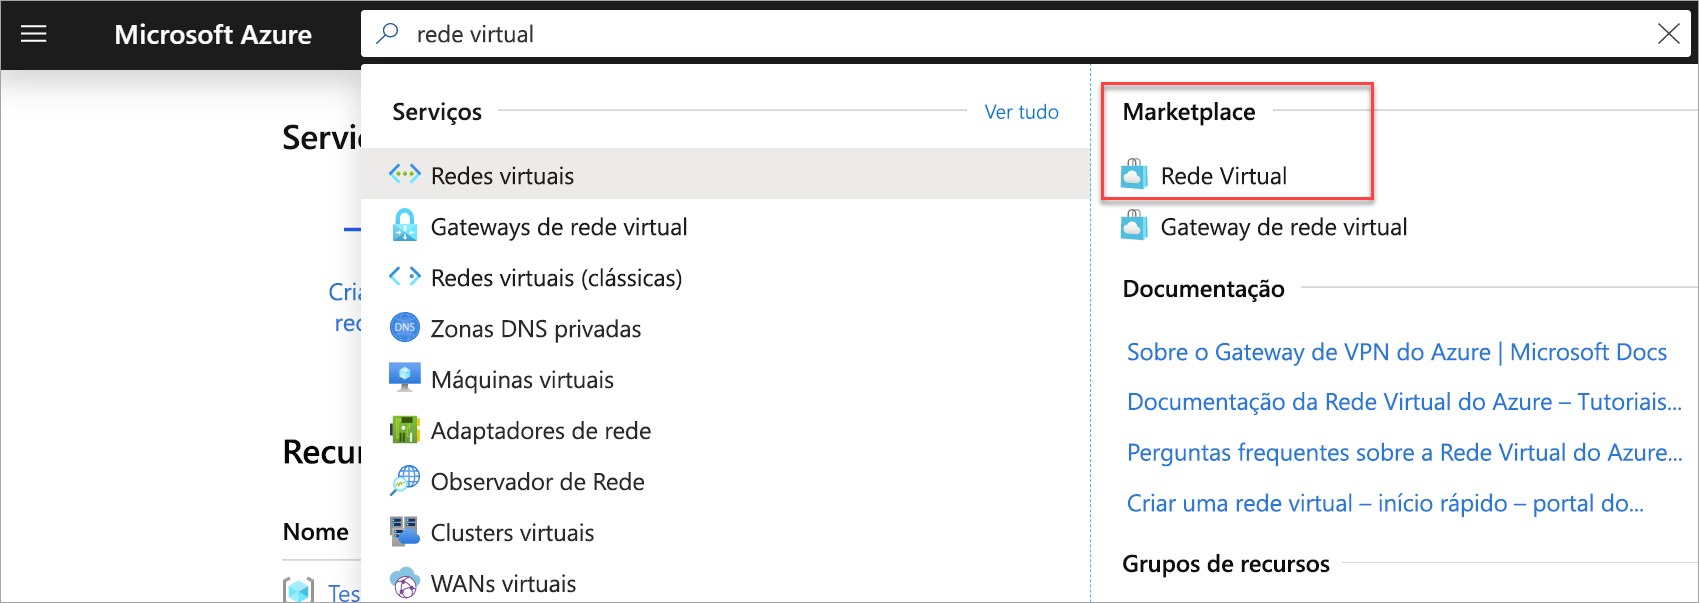 Microsoft Azure
rede virtual
Serviços
Ver tudo
Redes virtuais
Gateways de rede virtual
Redes virtuais (clássicas)
Zonas DNS privadas
DNS
Máquinas virtuais
Adaptadores de rede
Observador de Rede
Clusters virtuais
WANs virtuais
Marketplace
Rede Virtual
Gateway de rede virtual
Documentação
Sobre o Gateway de VPN do Azure | Microsoft Docs
Documentação da Rede Virtual do Azure – Tutoriais...
Perguntas frequentes sobre a Rede Virtual do Azure...
Criar uma rede virtual – início rápido – portal do...
Grupos de recursos
Servi
Cria
rec
Recur
Nome
Tes